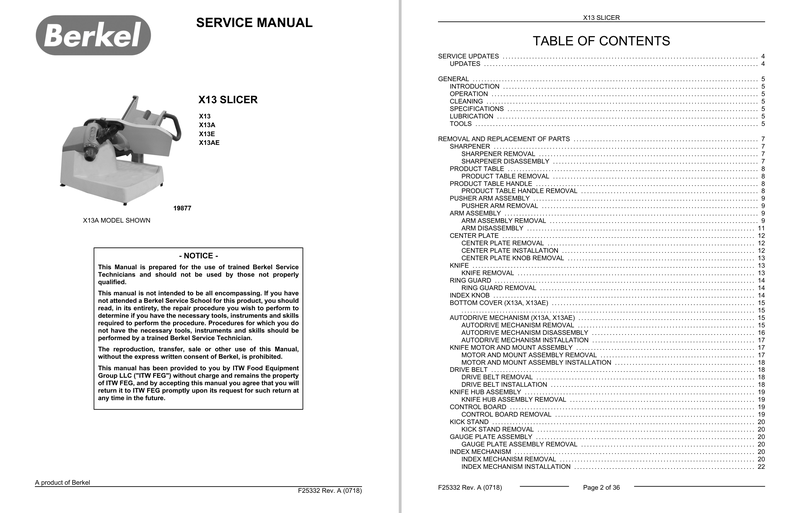 Berkel
SERVICE MANUAL
X13 SLICER
X13
X13A
X13E
X13AE
19877
X13A MODEL SHOWN
- NOTICE -
This Manual is prepared for the use of trained Berkel Service
Technicians and should not be used by those not properly
qualified.
This manual is not intended to be all encompassing. If you have
not attended a Berkel Service School for this product, you should
read, in its entirety, the repair procedure you wish to perform to
determine if you have the necessary tools, instruments and skills
required to perform the procedure. Procedures for which you do
not have the necessary tools, instruments and skills should be
performed by a trained Berkel Service Technician.
The reproduction, transfer, sale or other use of this Manual,
without the express written consent of Berkel, is prohibited.
This manual has been provided to you by ITW Food Equipment
Group LLC ("ITW FEG") without charge and remains the property
of ITW FEG, and by accepting this manual you agree that you will
return it to ITW FEG promptly upon its request for such return at
any time in the future.
A product of Berkel
F25332 Rev. A (0718)
X13 SLICER
TABLE OF CONTENTS
SERVICE UPDATES 4
UPDATES 4
GENERAL 5
INTRODUCTION 5
OPERATION 5
CLEANING 5
SPECIFICATIONS 5
LUBRICATION 5
TOOLS 5
REMOVAL AND REPLACEMENT OF PARTS 7
SHARPENER 7
SHARPENER REMOVAL 7
SHARPENER DISASSEMBLY 7
PRODUCT TABLE 8
PRODUCT TABLE REMOVAL 8
PRODUCT TABLE HANDLE 8
PRODUCT TABLE HANDLE REMOVAL 8
PUSHER ARM ASSEMBLY 9
PUSHER ARM REMOVAL 9
ARM ASSEMBLY 9
ARM ASSEMBLY REMOVAL 9
ARM DISASSEMBLY 11
CENTER PLATE 12
CENTER PLATE REMOVAL 12
CENTER PLATE INSTALLATION 12
CENTER PLATE KNOB REMOVAL 13
KNIFE 13
KNIFE REMOVAL 13
RING GUARD 14
RING GUARD REMOVAL 14
INDEX KNOB 14
BOTTOM COVER (X13A, X13AE) 15
15
AUTODRIVE MECHANISM (X13A, X13AE) 15
AUTODRIVE MECHANISM REMOVAL 15
AUTODRIVE MECHANISM DISASSEMBLY 16
AUTODRIVE MECHANISM INSTALLATION 17
KNIFE MOTOR AND MOUNT ASSEMBLY 17
MOTOR AND MOUNT ASSEMBLY REMOVAL 17
MOTOR AND MOUNT ASSEMBLY INSTALLATION 18
DRIVE BELT 18
DRIVE BELT REMOVAL 18
DRIVE BELT INSTALLATION 18
KNIFE HUB ASSEMBLY 19
KNIFE HUB ASSEMBLY REMOVAL 19
CONTROL BOARD 19
CONTROL BOARD REMOVAL 19
KICK STAND 20
KICK STAND REMOVAL 20
GAUGE PLATE ASSEMBLY 20
GAUGE PLATE ASSEMBLY REMOVAL 20
INDEX MECHANISM 20
INDEX MECHANISM REMOVAL 20
INDEX MECHANISM INSTALLATION 22
F25332 Rev. A (0718)
Page 2 of 36